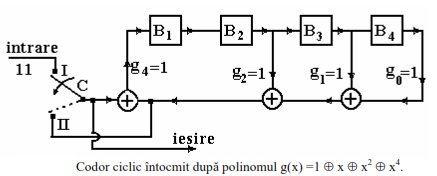 B1 B2 B3 B4
intrare
11 I C g4=1 g2=1 g1=1 g0=1
II
iesire
Codor ciclic întocmit după polinomul g(x) =1 ⊕ x ⊕ x² ⊕ x⁴.